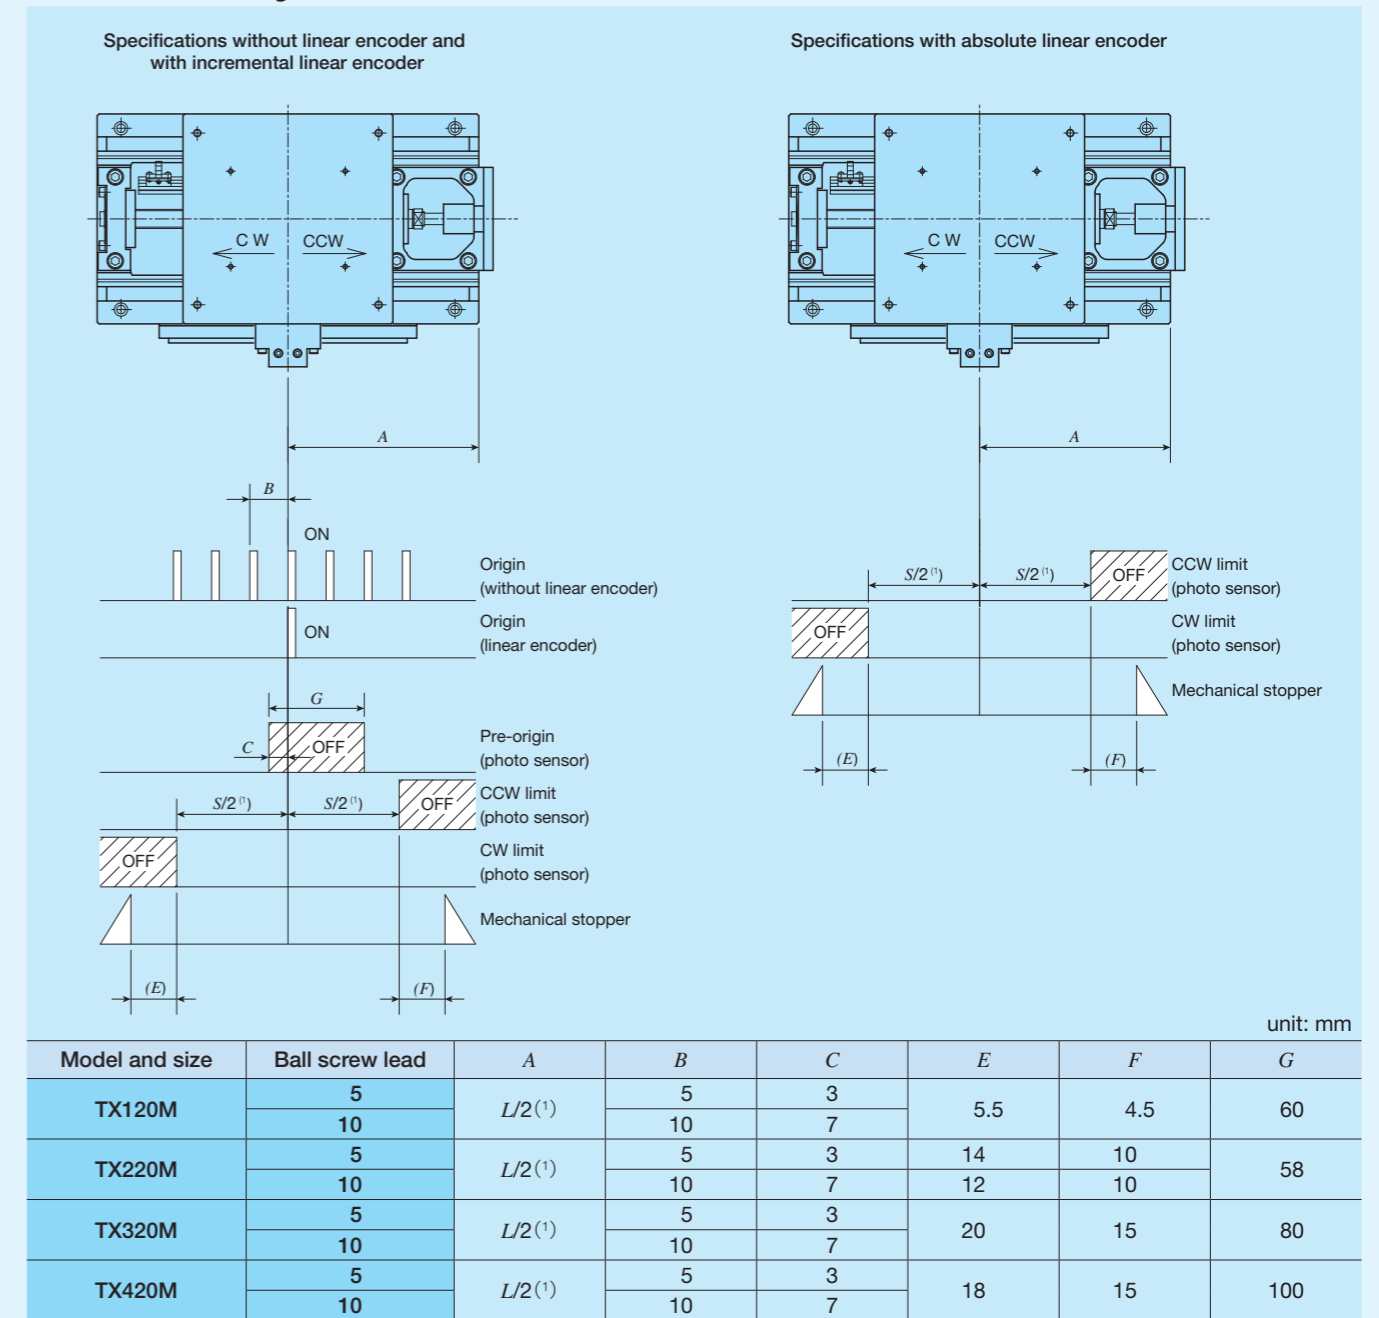 Specifications without linear encoder and
with incremental linear encoder
C W CCW
A
B
ON
Origin
(without linear encoder)
ON
Origin
(linear encoder)
G
C
OFF
Pre-origin
(photo sensor)
S/2 (1) S/2 (1)
OFF
CCW limit
(photo sensor)
OFF
CW limit
(photo sensor)
Mechanical stopper
(E) (F)
Specifications with absolute linear encoder
C W CCW
A
S/2 (1) S/2 (1)
OFF
CCW limit
(photo sensor)
OFF
CW limit
(photo sensor)
Mechanical stopper
(E) (F)
unit: mm
Model and size Ball screw lead A B C E F G
TX120M 5 L/2(1) 5 3 5.5 4.5 60
10 10 7
TX220M 5 L/2(1) 5 3 14 10 58
10 10 7 12 10
TX320M 5 L/2(1) 5 3 20 15 80
10 10 7
TX420M 5 L/2(1) 5 3 18 15 100
10 10 7